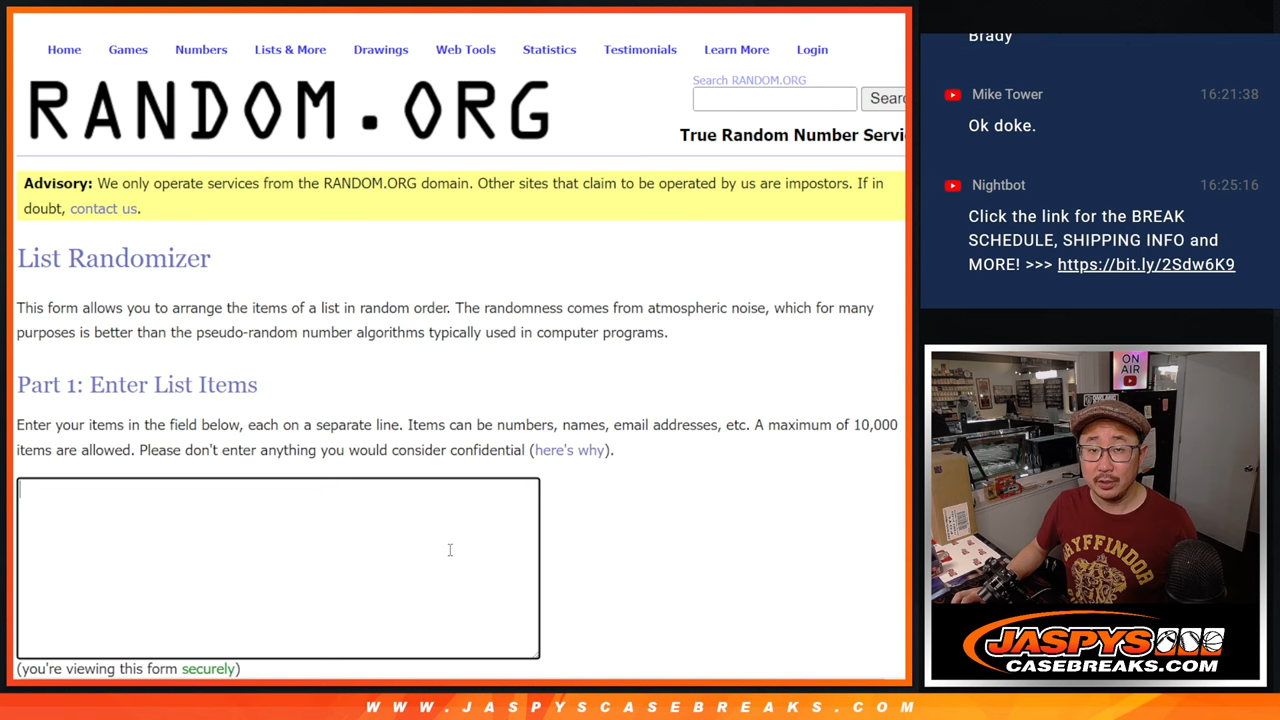 Home Games Numbers Lists & More Drawings Web Tools Statistics Testimonials Learn More Login
RANDOM.ORG
Search RANDOM.ORG
Searc
True Random Number Servi
Advisory: We only operate services from the RANDOM.ORG domain. Other sites that claim to be operated by us are impostors. If in
doubt, contact us.
List Randomizer
This form allows you to arrange the items of a list in random order. The randomness comes from atmospheric noise, which for many
purposes is better than the pseudo-random number algorithms typically used in computer programs.
Part 1: Enter List Items
Enter your items in the field below, each on a separate line. Items can be numbers, names, email addresses, etc. A maximum of 10,000
items are allowed. Please don't enter anything you would consider confidential (here's why).
(you're viewing this form securely)
Brady
Mike Tower 16:21:38
Ok doke.
Nightbot 16:25:16
Click the link for the BREAK
SCHEDULE, SHIPPING INFO and
MORE! >>> https://bit.ly/2Sdw6K9
ON
AIR
GRYFFINDOR
JASPYS
CASEBREAKS.COM
WWW.JASPYSCASEBREAKS.COM